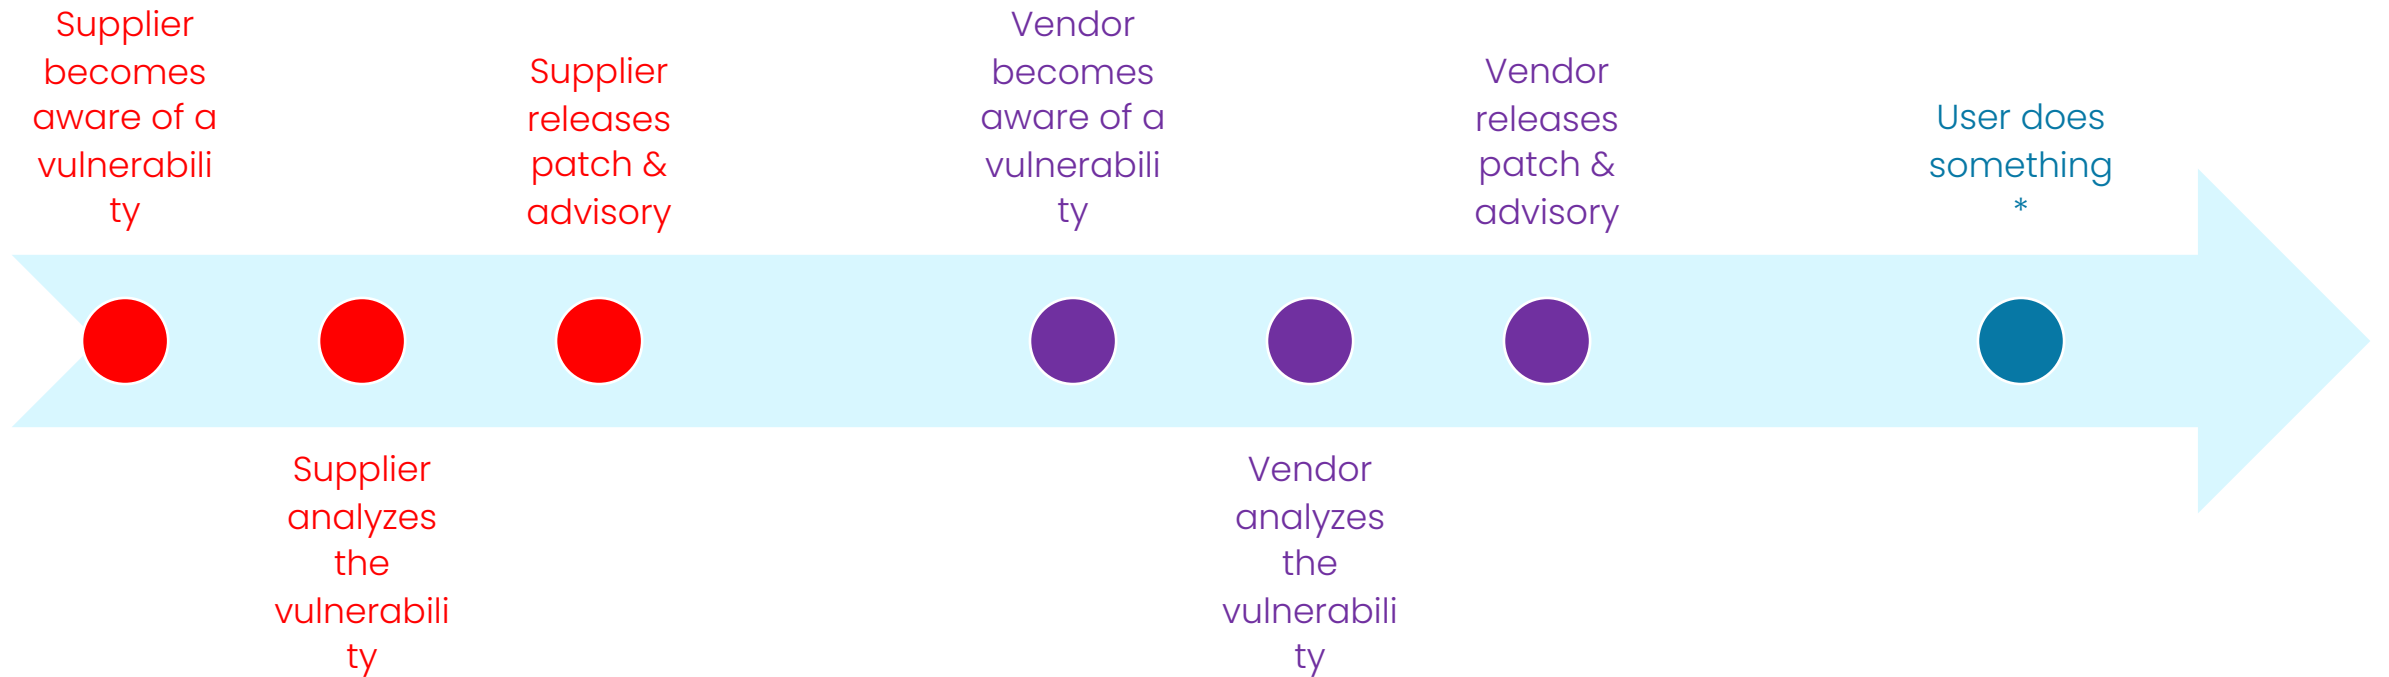 Supplier
becomes
aware of a
vulnerabili
ty
Supplier
analyzes
the
vulnerabili
ty
Supplier
releases
patch &
advisory
Vendor
becomes
aware of a
vulnerabili
ty
Vendor
analyzes
the
vulnerabili
ty
Vendor
releases
patch &
advisory
User does
something
*